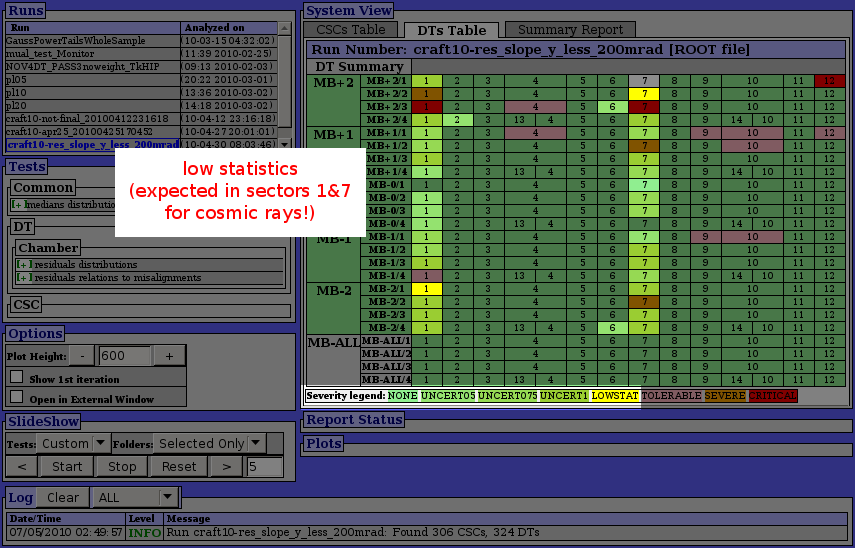 Runs
Run Analyzed on
GaussPowerTailsWholeSample (10-03-15 04:32:02)
mual_test_Monitor (11:39 2010-02-25)
NOV4DT_PASS3noweight_TkHIP (09:13 2010-02-03)
pl05 (20:22 2010-03-01)
pl10 (13:36 2010-03-02)
pl20 (14:18 2010-03-02)
craft10-not-final_20100412231618 (10-04-12 23:16:18)
craft10-apr25_20100425170452 (10-04-27 20:01:01)
craft10-res_slope_y_less_200mrad (10-04-30 08:03:46)
Tests
Common
[+] medians distributio
DT
Chamber
[+] residuals distributions
[+] residuals relations to misalignments
CSC
low statistics
(expected in sectors 1&7
for cosmic rays!)
Options
Plot Height: - 600 +
Show 1st iteration
Open in External Window
SlideShow
Tests: Custom Folders: Selected Only
< Start Stop Reset > 5
System View
CSCs Table DTs Table Summary Report
Run Number: craft10-res_slope_y_less_200mrad [ROOT file]
DT Summary
MB+2 MB+2/1 1 2 3 4 5 6 7 8 9 10 11 12
MB+2/2 1 2 3 4 5 6 7 8 9 10 11 12
MB+2/3 1 2 3 4 5 6 7 8 9 10 11 12
MB+2/4 1 2 3 13 4 5 6 7 8 9 14 10 11 12
MB+1 MB+1/1 1 2 3 4 5 6 7 8 9 10 11 12
MB+1/2 1 2 3 4 5 6 7 8 9 10 11 12
MB+1/3 1 2 3 4 5 6 7 8 9 10 11 12
MB+1/4 1 2 3 13 4 5 6 7 8 9 14 10 11 12
MB-0/1 1 2 3 4 5 6 7 8 9 10 11 12
MB-0/2 1 2 3 4 5 6 7 8 9 10 11 12
MB-0/3 1 2 3 4 5 6 7 8 9 10 11 12
MB-0/4 1 2 3 13 4 5 6 7 8 9 14 10 11 12
MB-1 MB-1/1 1 2 3 4 5 6 7 8 9 10 11 12
MB-1/2 1 2 3 4 5 6 7 8 9 10 11 12
MB-1/3 1 2 3 4 5 6 7 8 9 10 11 12
MB-1/4 1 2 3 13 4 5 6 7 8 9 14 10 11 12
MB-2 MB-2/1 1 2 3 4 5 6 7 8 9 10 11 12
MB-2/2 1 2 3 4 5 6 7 8 9 10 11 12
MB-2/3 1 2 3 4 5 6 7 8 9 10 11 12
MB-2/4 1 2 3 13 4 5 6 7 8 9 14 10 11 12
MB-ALL MB-ALL/1 1 2 3 4 5 6 7 8 9 10 11 12
MB-ALL/2 1 2 3 4 5 6 7 8 9 10 11 12
MB-ALL/3 1 2 3 4 5 6 7 8 9 10 11 12
MB-ALL/4 1 2 3 13 4 5 6 7 8 9 14 10 11 12
Severity legend: NONE UNCERT05 UNCERT075 UNCERT1 LOWSTAT TOLERABLE SEVERE CRITICAL
Report Status
Plots
Log Clear ALL
Date/Time Level Message
07/05/2010 02:49:57 INFO Run craft10-res_slope_y_less_200mrad: Found 306 CSCs, 324 DTs